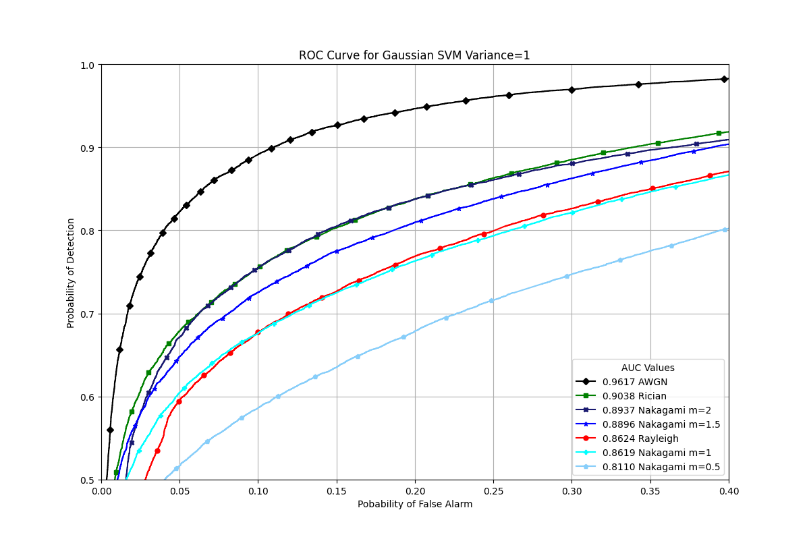 ROC Curve for Gaussian SVM Variance=1
1.0
0.9
0.8
0.7
0.6
0.5
Probability of Detection
0.00 0.05 0.10 0.15 0.20 0.25 0.30 0.35 0.40
Pobability of False Alarm
AUC Values
0.9617 AWGN
0.9038 Rician
0.8937 Nakagami m=2
0.8896 Nakagami m=1.5
0.8624 Rayleigh
0.8619 Nakagami m=1
0.8110 Nakagami m=0.5